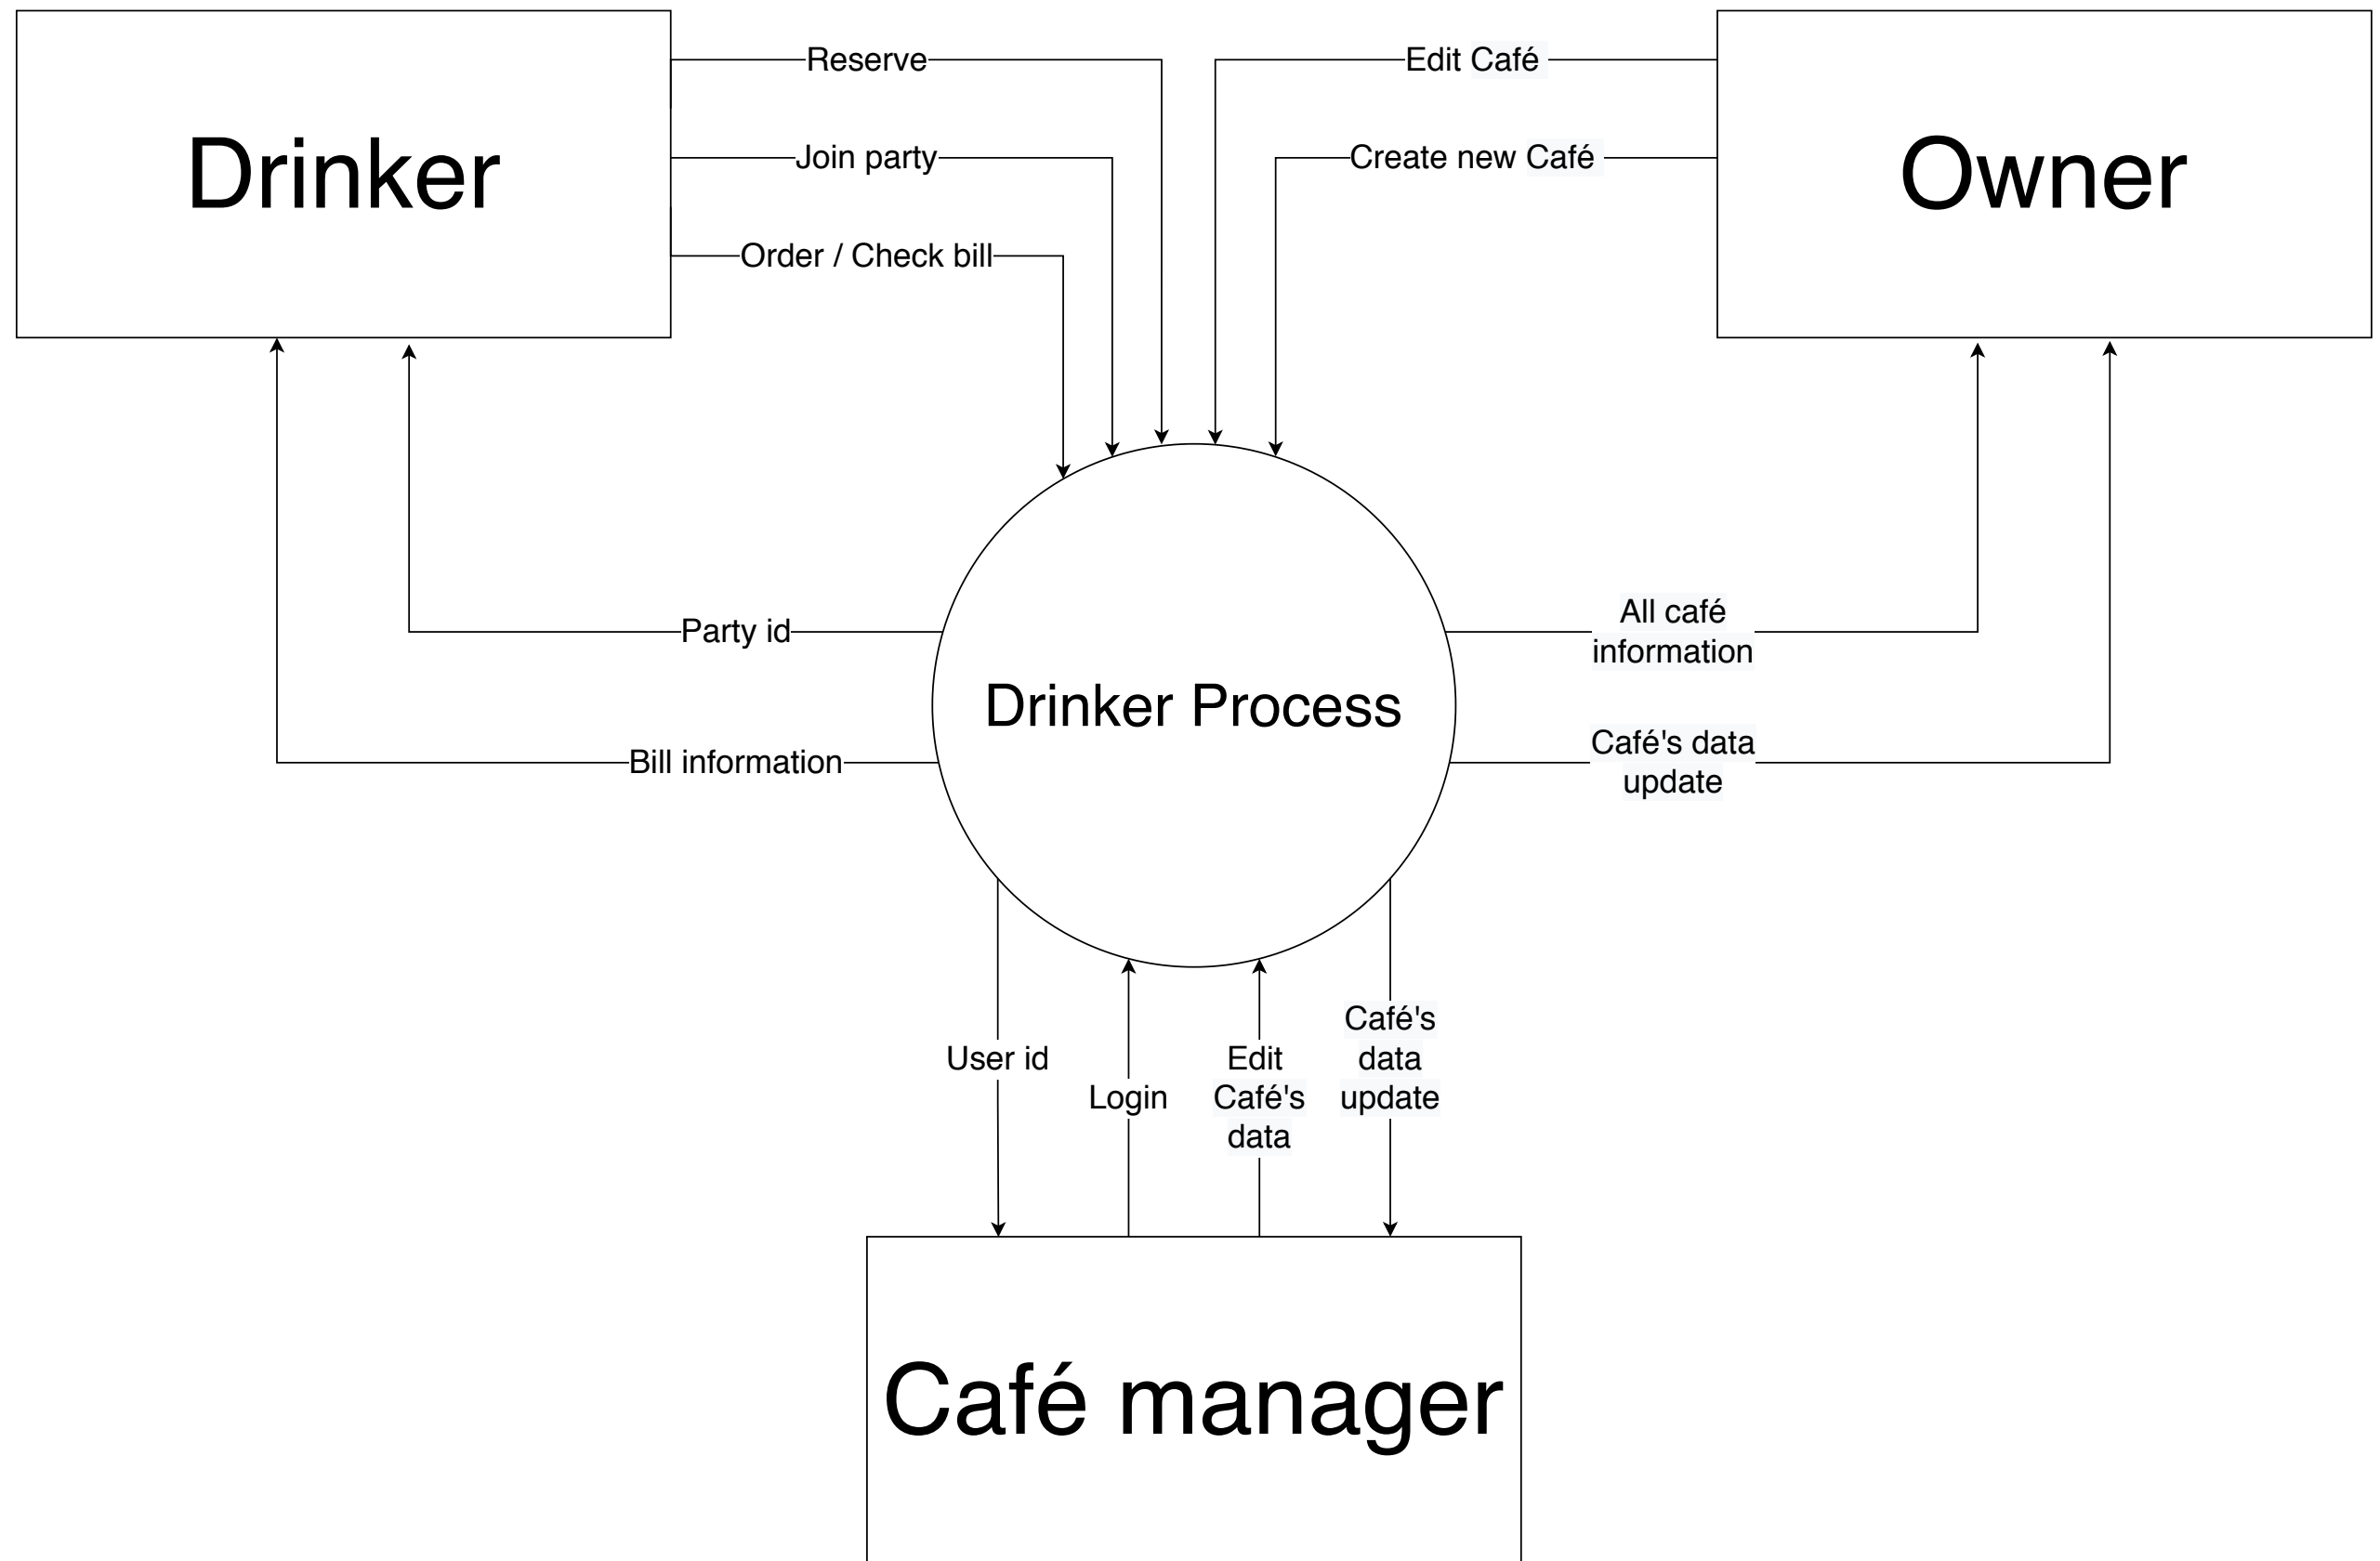 Drinker
Reserve
Join party
Order / Check bill
Edit Café
Create new Café
Owner
Party id
Bill information
Drinker Process
All café
information
Café's data
update
User id
Login
Edit
Café's
data
Café's
data
update
Café manager